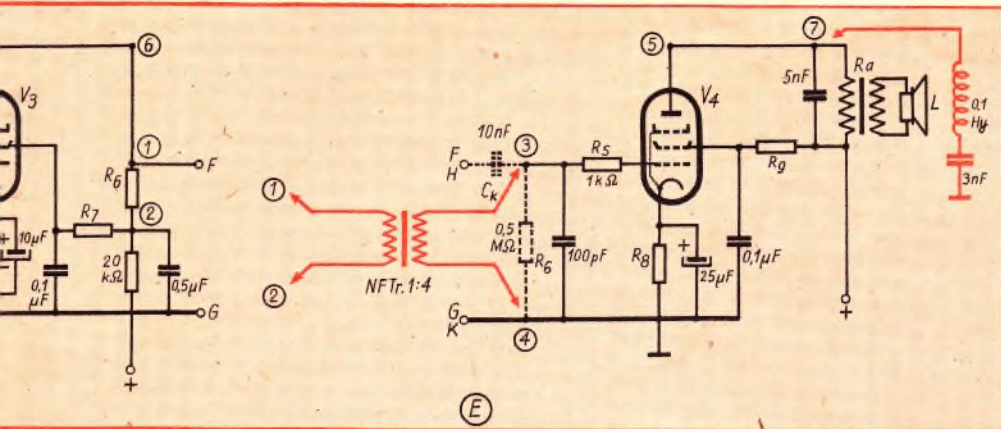 6
V3
1
F
R6
2
R7
+
10µF
–
0,1
µF
20
kΩ
0,5µF
G
+
1
2
NFTr. 1:4
F
H
10nF
Ck
3
R5
1kΩ
0,5
MΩ
R6
100pF
G
K
4
5
V4
R8
+
25µF
0,1µF
Rg
7
5nF
Ra
L
+
0,1
Hy
3nF
E